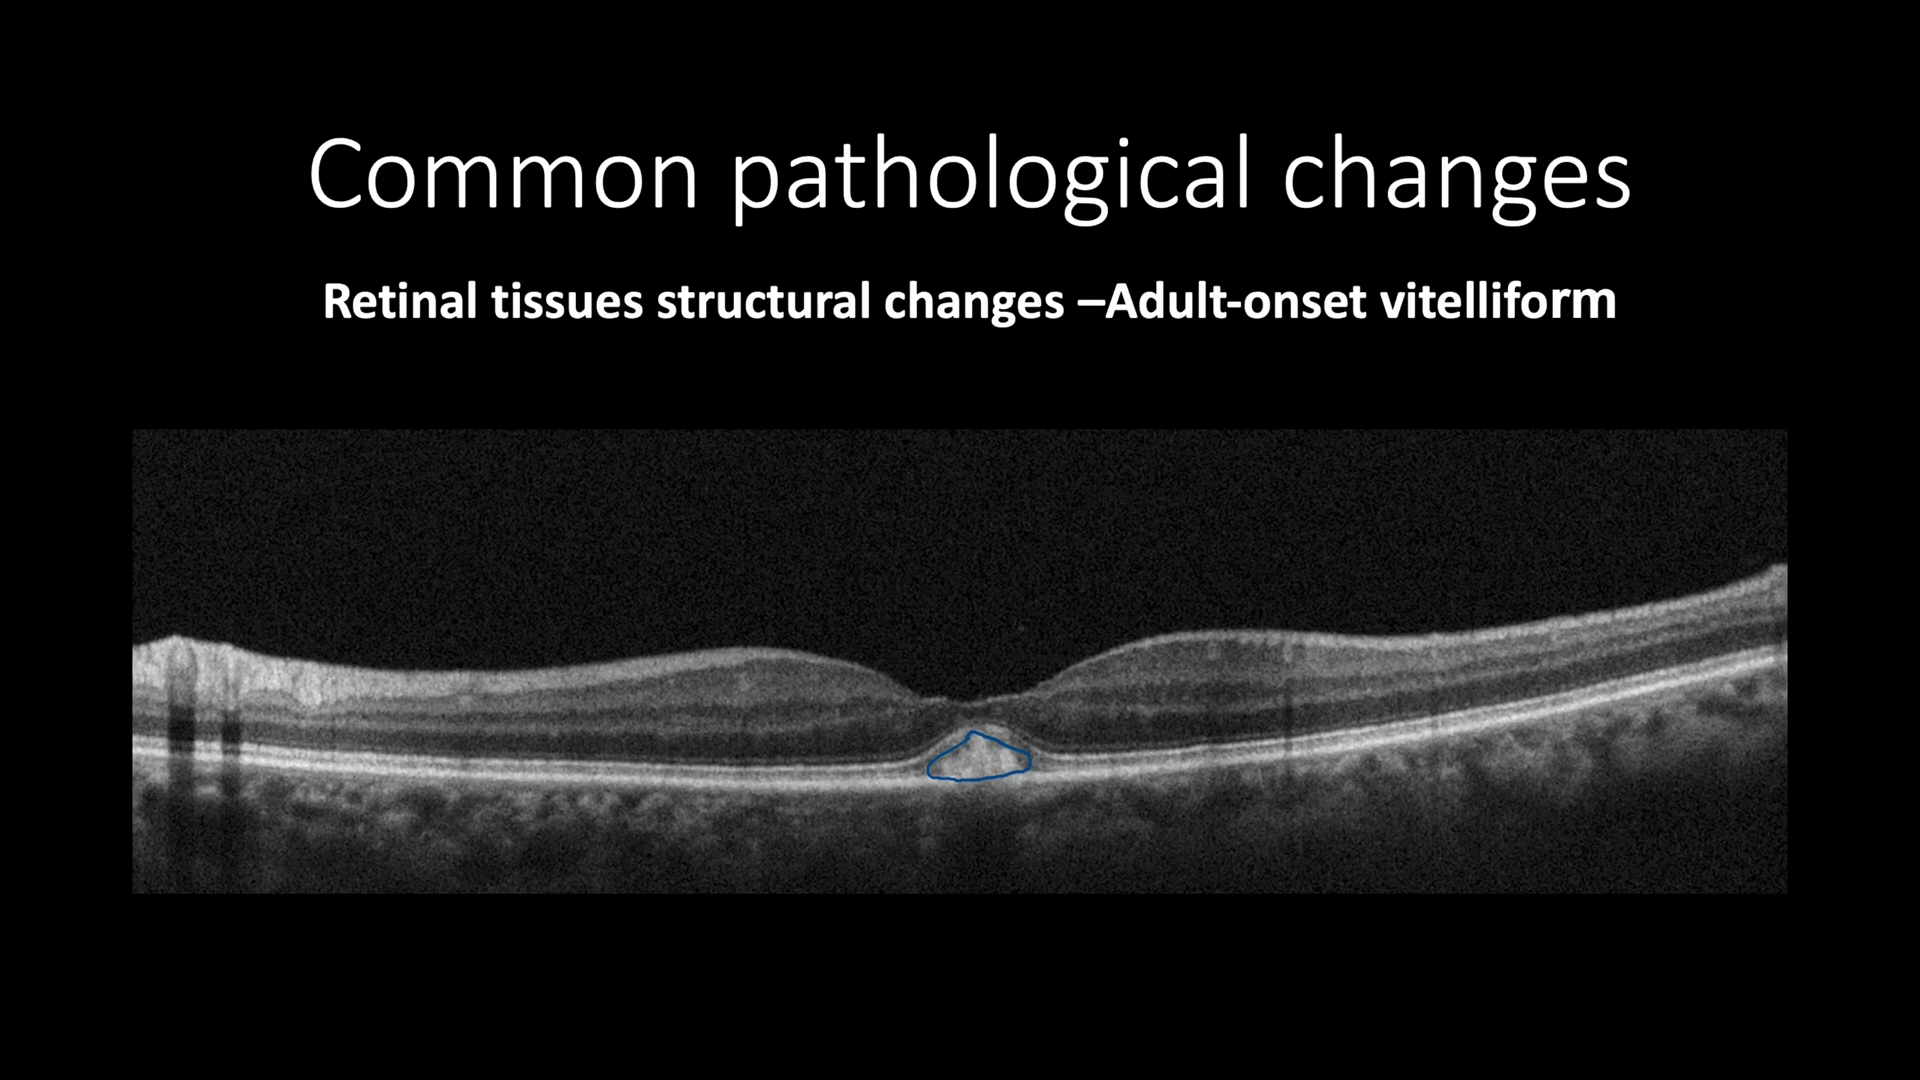 Common pathological changes
Retinal tissues structural changes –Adult-onset vitelliform